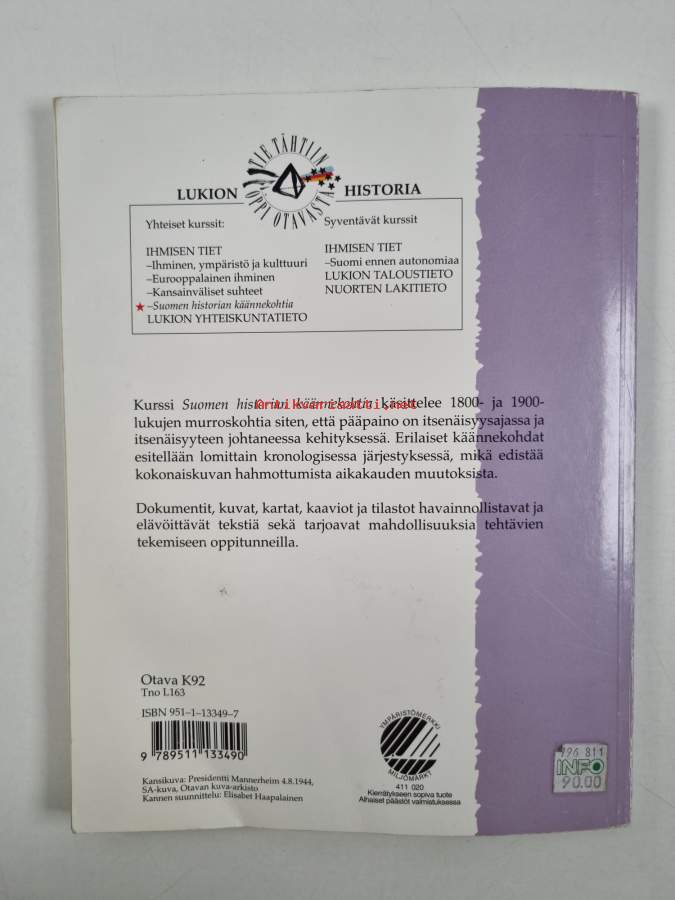 TIE TÄHTIIN
OPPI OTAVASTA
LUKION HISTORIA
Yhteiset kurssit:
IHMISEN TIET
–Ihminen, ympäristö ja kulttuuri
–Eurooppalainen ihminen
–Kansainväliset suhteet
–Suomen historian käännekohtia
LUKION YHTEISKUNTATIETO
Syventävät kurssit
IHMISEN TIET
–Suomi ennen autonomiaa
LUKION TALOUSTIETO
NUORTEN LAKITIETO
Kurssi Suomen historian käännekohtia käsittelee 1800- ja 1900-
lukujen murroskohtia siten, että pääpaino on itsenäisyysajassa ja
itsenäisyyteen johtaneessa kehityksessä. Erilaiset käännekohdat
esitellään lomittain kronologisessa järjestyksessä, mikä edistää
kokonaiskuvan hahmottumista aikakauden muutoksista.
Dokumentit, kuvat, kartat, kaaviot ja tilastot havainnollistavat ja
elävöittävät tekstiä sekä tarjoavat mahdollisuuksia tehtävien
tekemiseen oppitunneilla.
Otava K92
Tno L163
ISBN 951–1–13349–7
9 789511 133490
Kansikuva: Presidentti Mannerheim 4.8.1944,
SA-kuva, Otavan kuva-arkisto
Kannen suunnittelu: Elisabet Haapalainen
YMPÄRISTÖMERKKI
MILJÖMÄRKT
411 020
Kierrätykseen sopiva tuote
Alhaiset päästöt valmistuksessa
796 811
INFO
90.00